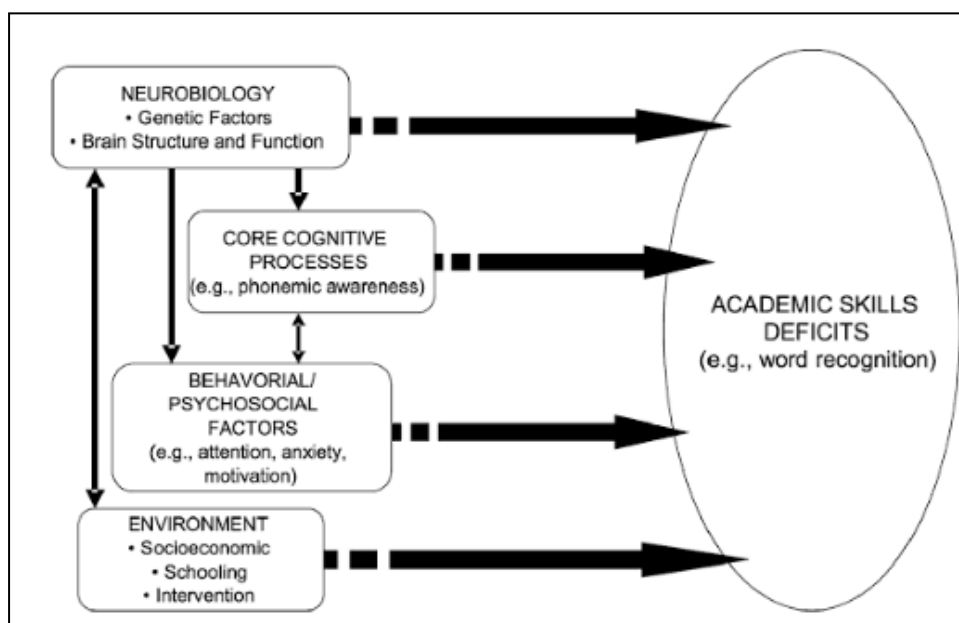 NEUROBIOLOGY
• Genetic Factors
• Brain Structure and Function
CORE COGNITIVE
PROCESSES
(e.g., phonemic awareness)
BEHAVORIAL/
PSYCHOSOCIAL
FACTORS
(e.g., attention, anxiety,
motivation)
ENVIRONMENT
• Socioeconomic
• Schooling
• Intervention
ACADEMIC SKILLS
DEFICITS
(e.g., word recognition)